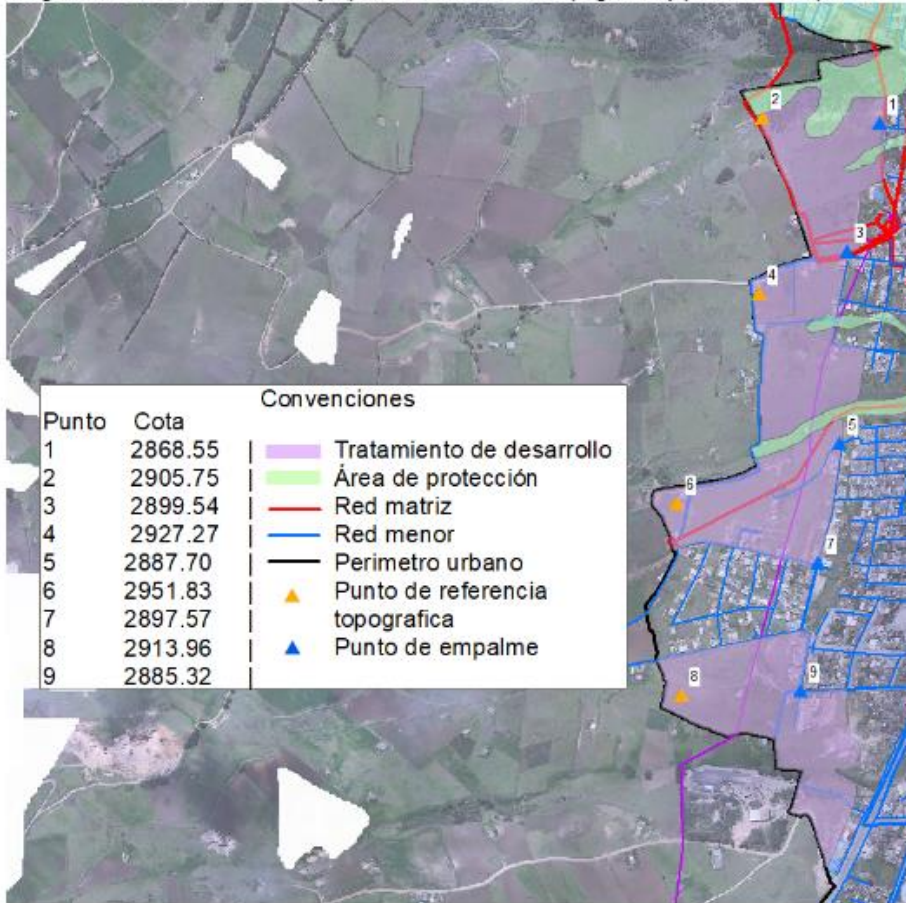 Convenciones
Punto Cota
1 2868.55 | Tratamiento de desarrollo
2 2905.75 | Área de protección
3 2899.54 | Red matriz
4 2927.27 | Red menor
5 2887.70 | Perimetro urbano
6 2951.83 | Punto de referencia
7 2897.57 | topografica
8 2913.96 | Punto de empalme
9 2885.32 |
2
1
3
4
5
6
7
8
9